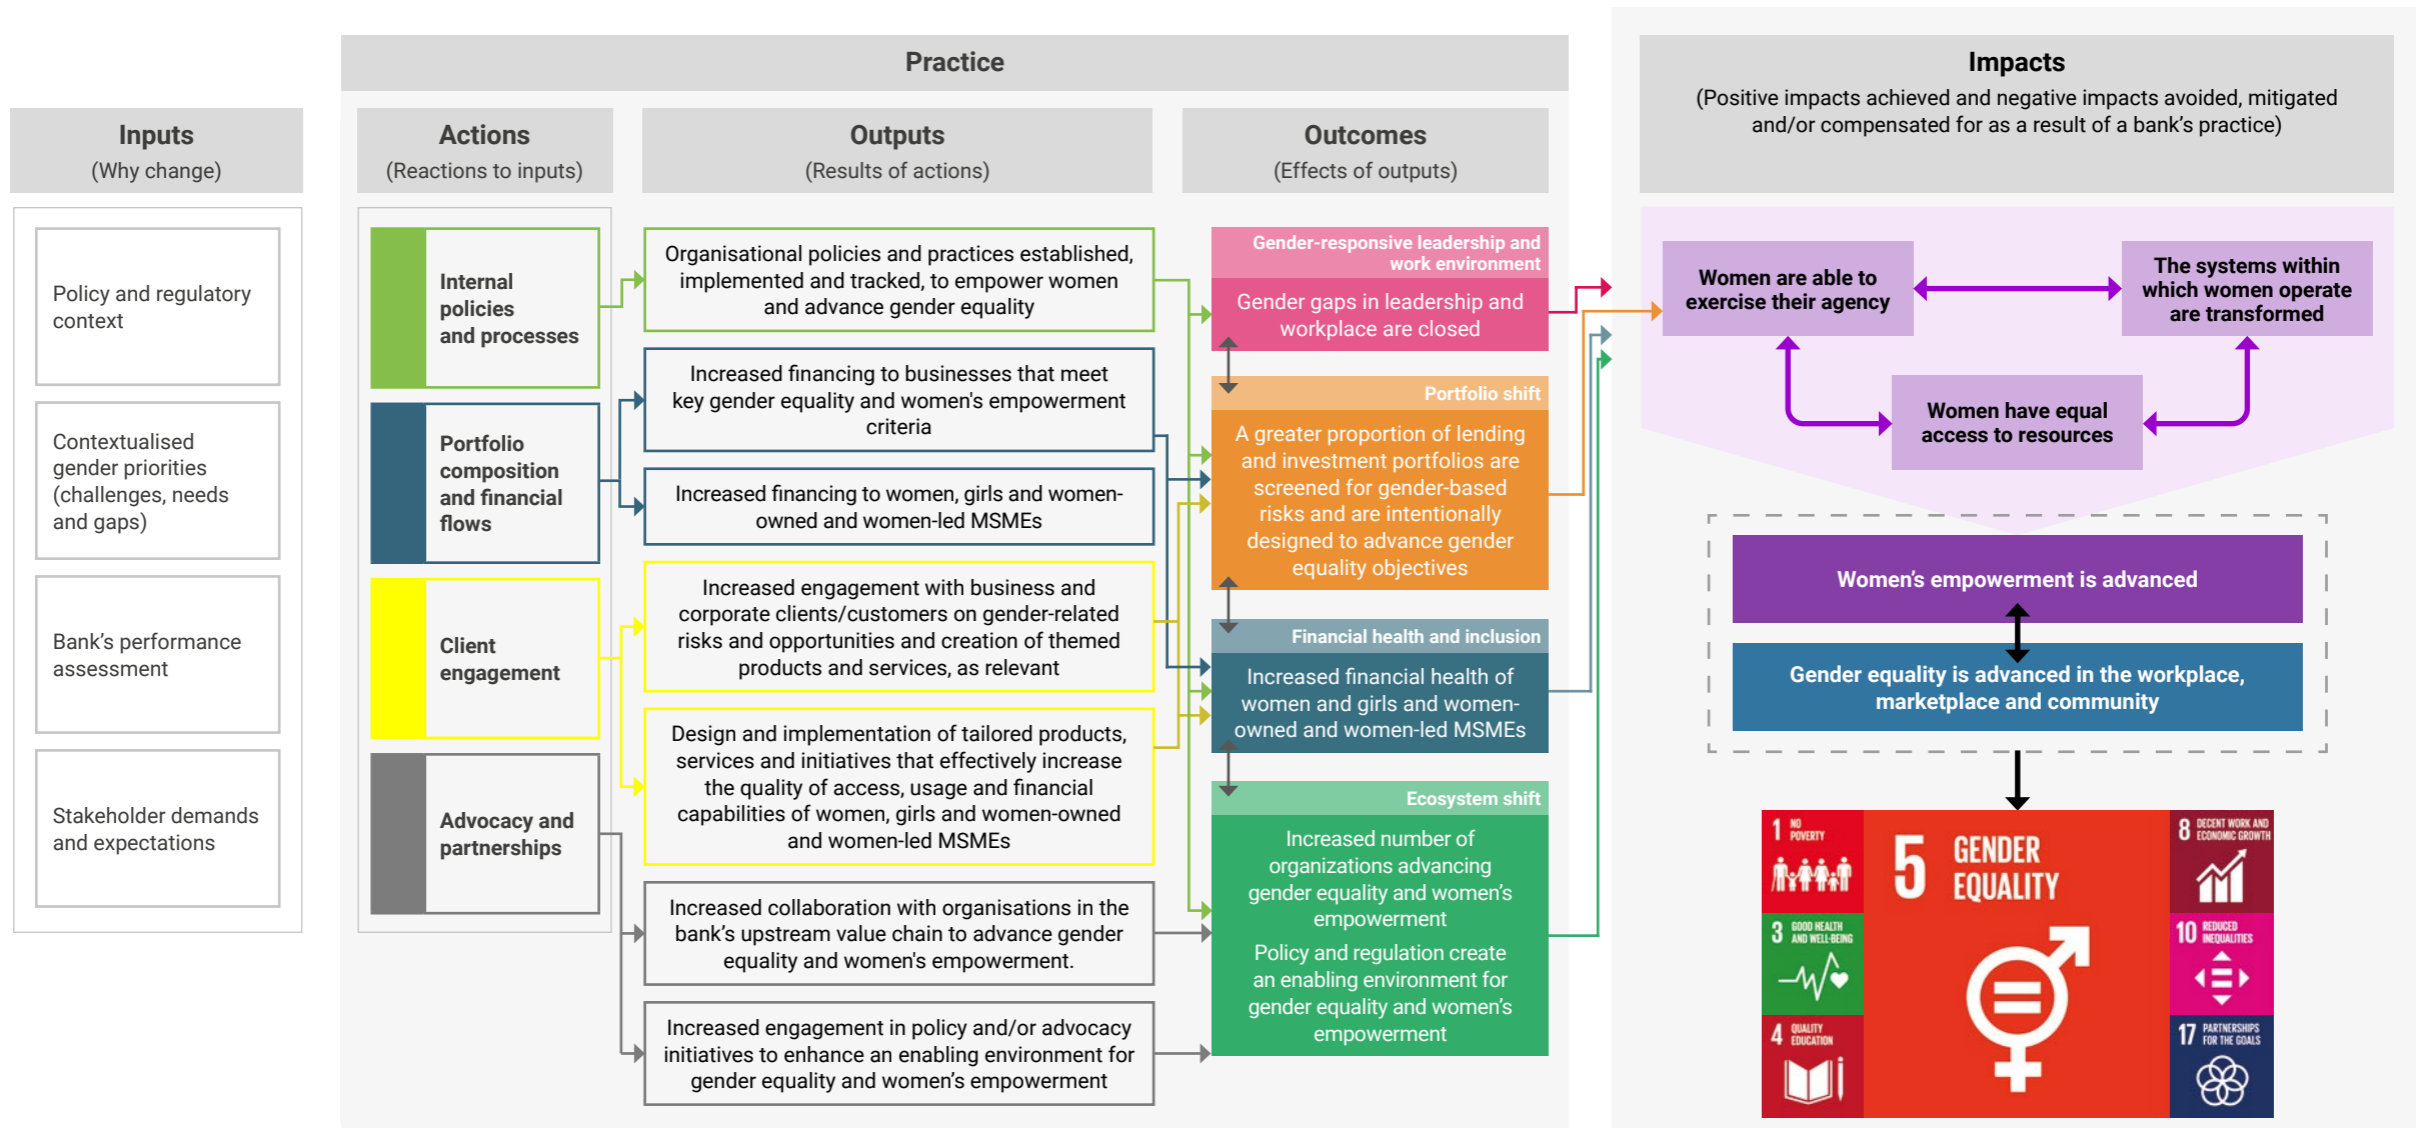 Practice
Impacts
(Positive impacts achieved and negative impacts avoided, mitigated
and/or compensated for as a result of a bank's practice)
Inputs
(Why change)
Actions
(Reactions to inputs)
Outputs
(Results of actions)
Outcomes
(Effects of outputs)
Policy and regulatory
context
Contextualised
gender priorities
(challenges, needs
and gaps)
Bank's performance
assessment
Stakeholder demands
and expectations
Internal
policies
and processes
Portfolio
composition
and financial
flows
Client
engagement
Advocacy and
partnerships
Organisational policies and practices established,
implemented and tracked, to empower women
and advance gender equality
Increased financing to businesses that meet
key gender equality and women's empowerment
criteria
Increased financing to women, girls and women-
owned and women-led MSMEs
Increased engagement with business and
corporate clients/customers on gender-related
risks and opportunities and creation of themed
products and services, as relevant
Design and implementation of tailored products,
services and initiatives that effectively increase
the quality of access, usage and financial
capabilities of women, girls and women-owned
and women-led MSMEs
Increased collaboration with organisations in the
bank's upstream value chain to advance gender
equality and women's empowerment.
Increased engagement in policy and/or advocacy
initiatives to enhance an enabling environment for
gender equality and women's empowerment
Gender-responsive leadership and
work environment
Gender gaps in leadership and
workplace are closed
Portfolio shift
A greater proportion of lending
and investment portfolios are
screened for gender-based
risks and are intentionally
designed to advance gender
equality objectives
Financial health and inclusion
Increased financial health of
women and girls and women-
owned and women-led MSMEs
Ecosystem shift
Increased number of
organizations advancing
gender equality and women's
empowerment
Policy and regulation create
an enabling environment for
gender equality and women's
empowerment
Women are able to
exercise their agency
The systems within
which women operate
are transformed
Women have equal
access to resources
Women's empowerment is advanced
Gender equality is advanced in the workplace,
marketplace and community
1 NO
POVERTY
3 GOOD HEALTH
AND WELL-BEING
4 QUALITY
EDUCATION
5 GENDER
EQUALITY
8 DECENT WORK AND
ECONOMIC GROWTH
10 REDUCED
INEQUALITIES
17 PARTNERSHIPS
FOR THE GOALS